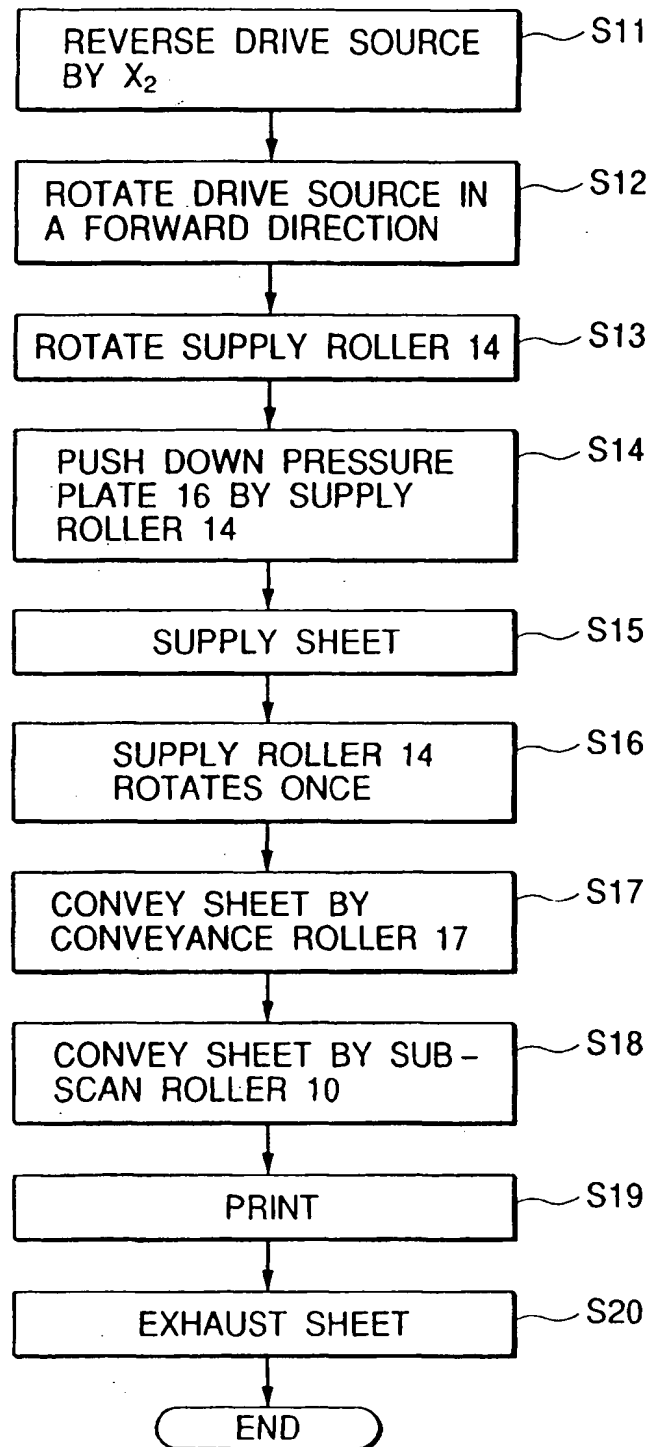 REVERSE DRIVE SOURCE
BY X₂
S11
ROTATE DRIVE SOURCE IN
A FORWARD DIRECTION
S12
ROTATE SUPPLY ROLLER 14
S13
PUSH DOWN PRESSURE
PLATE 16 BY SUPPLY
ROLLER 14
S14
SUPPLY SHEET
S15
SUPPLY ROLLER 14
ROTATES ONCE
S16
CONVEY SHEET BY
CONVEYANCE ROLLER 17
S17
CONVEY SHEET BY SUB-
SCAN ROLLER 10
S18
PRINT
S19
EXHAUST SHEET
S20
END